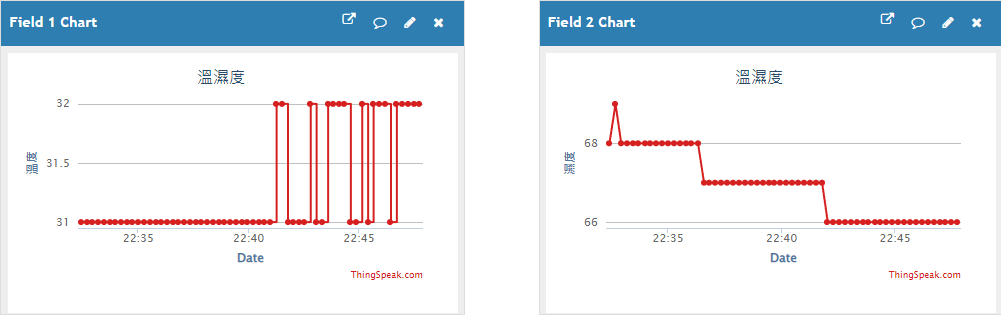 Field 1 Chart
溫濕度
32
31.5
31
溫度
22:35
22:40
22:45
Date
ThingSpeak.com
Field 2 Chart
溫濕度
68
66
濕度
22:35
22:40
22:45
Date
ThingSpeak.com